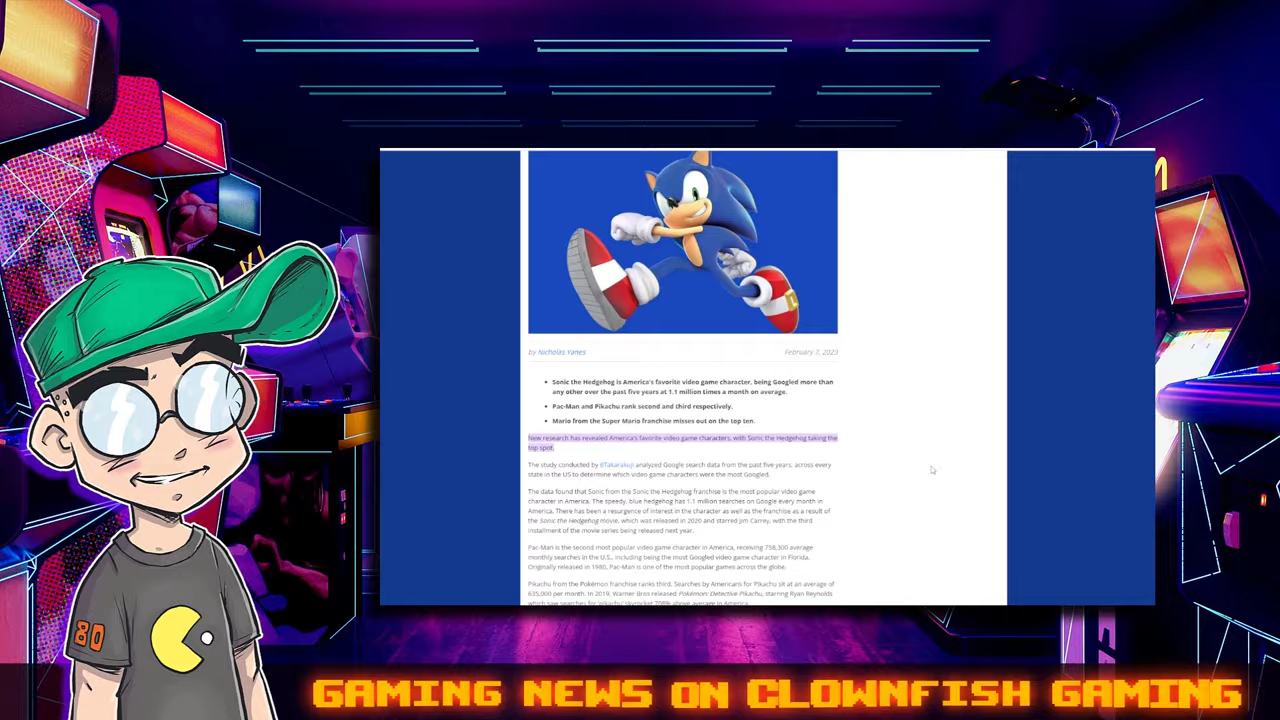 by Nicholas Yanes
February 7, 2023
Sonic the Hedgehog is America's favorite video game character, being Googled more than
any other over the past five years at 1.1 million times a month on average.
Pac-Man and Pikachu rank second and third respectively.
Mario from the Super Mario franchise misses out on the top ten.
New research has revealed America's favorite video game characters, with Sonic the Hedgehog taking the
top spot.
The study conducted by @Takarakuji analyzed Google search data from the past five years, across every
state in the US to determine which video game characters were the most Googled.
The data found that Sonic from the Sonic the Hedgehog franchise is the most popular video game
character in America. The speedy, blue hedgehog has 1.1 million searches on Google every month in
America. There has been a resurgence of interest in the character as well as the franchise as a result of
the Sonic the Hedgehog movie, which was released in 2020 and starred Jim Carrey, with the third
installment of the movie series being released next year.
Pac-Man is the second most popular video game character in America, receiving 758,300 average
monthly searches in the U.S., including being the most Googled video game character in Florida.
Originally released in 1980, Pac-Man is one of the most popular games across the globe.
Pikachu from the Pokémon franchise ranks third. Searches by Americans for Pikachu sit at an average of
635,000 per month. In 2019, Warner Bros released Pokémon: Detective Pikachu, starring Ryan Reynolds
which saw searches for 'pikachu' skyrocket 708% above average in America.
80
GAMING NEWS ON CLOWNFISH GAMING